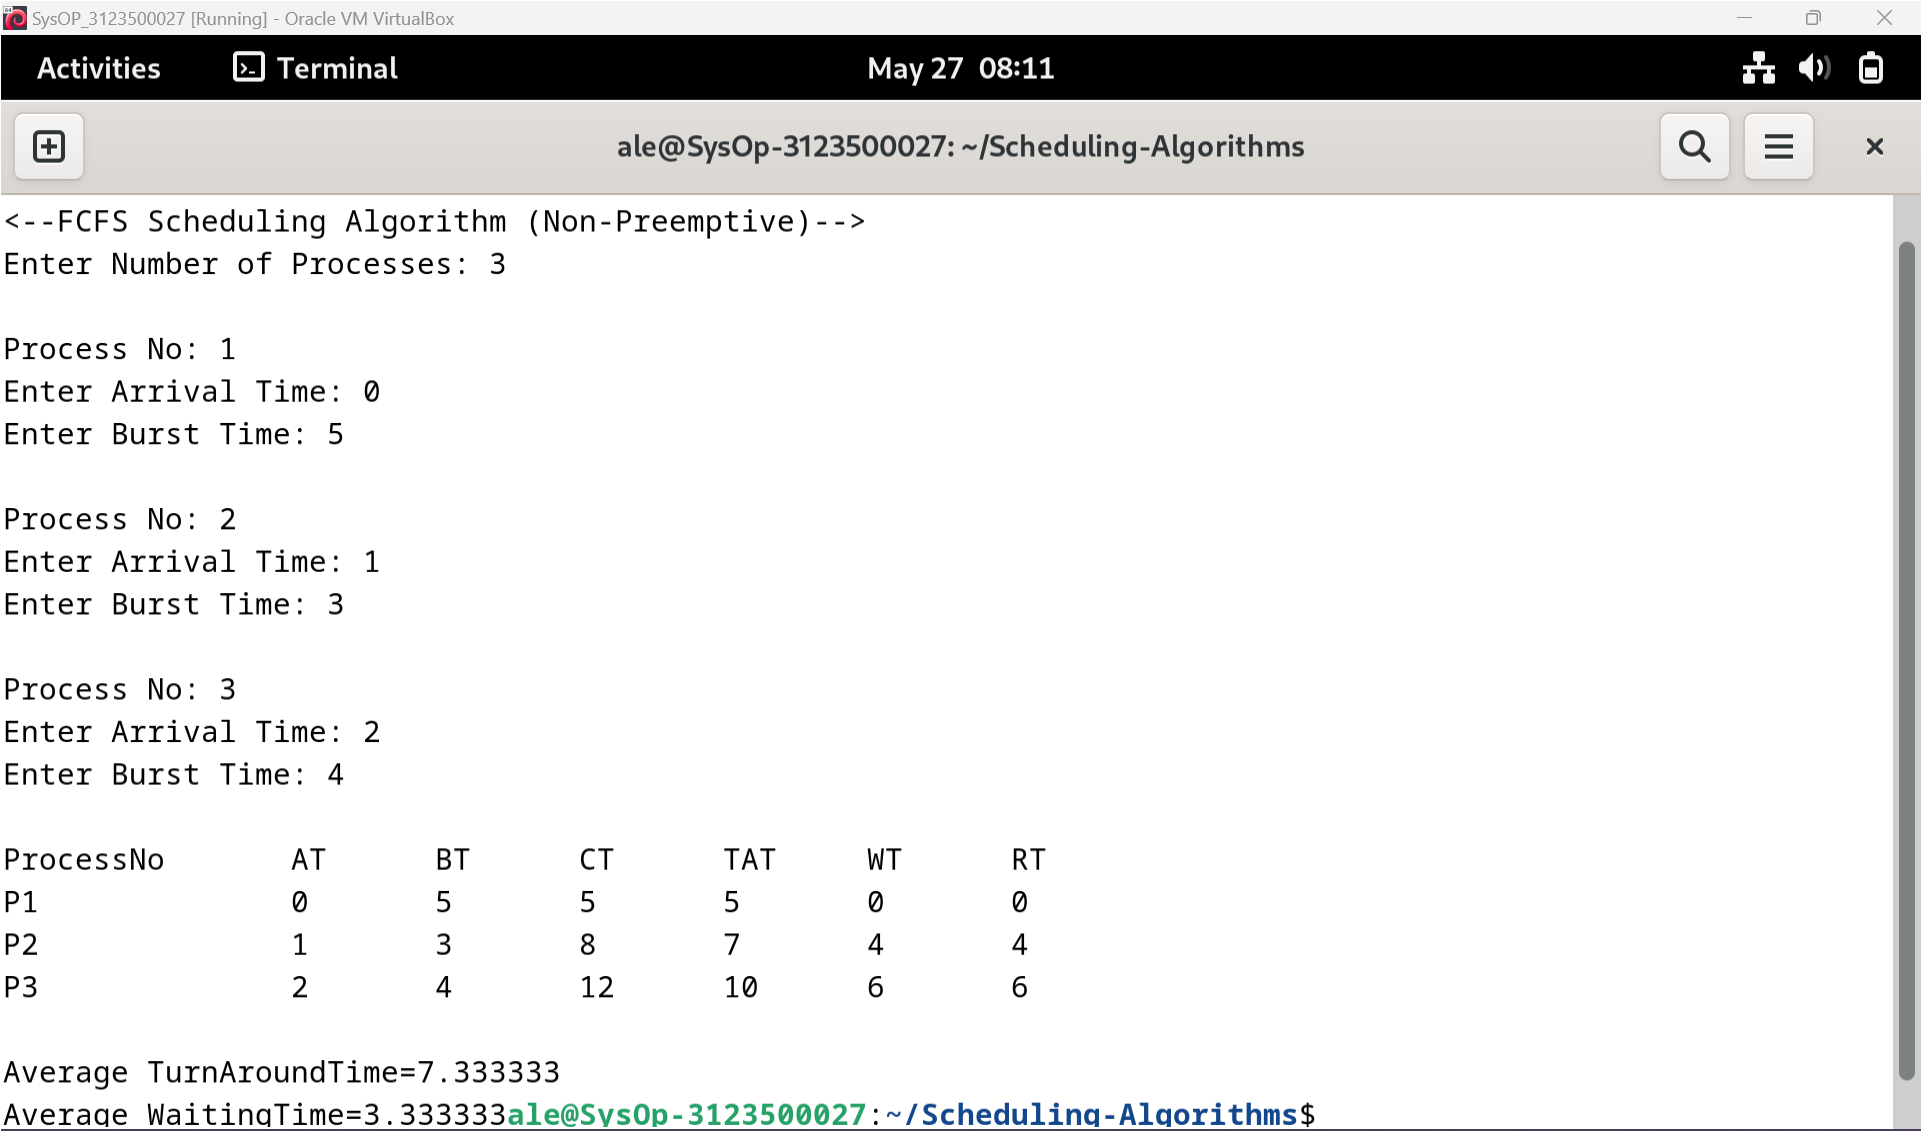 SysOP_3123500027 [Running] - Oracle VM VirtualBox
Activities Terminal May 27 08:11
ale@SysOp-3123500027: ~/Scheduling-Algorithms
<--FCFS Scheduling Algorithm (Non-Preemptive)-->
Enter Number of Processes: 3
Process No: 1
Enter Arrival Time: 0
Enter Burst Time: 5
Process No: 2
Enter Arrival Time: 1
Enter Burst Time: 3
Process No: 3
Enter Arrival Time: 2
Enter Burst Time: 4
ProcessNo AT BT CT TAT WT RT
P1 0 5 5 5 0 0
P2 1 3 8 7 4 4
P3 2 4 12 10 6 6
Average TurnAroundTime=7.333333
Average WaitingTime=3.333333ale@SysOp-3123500027:~/Scheduling-Algorithms$